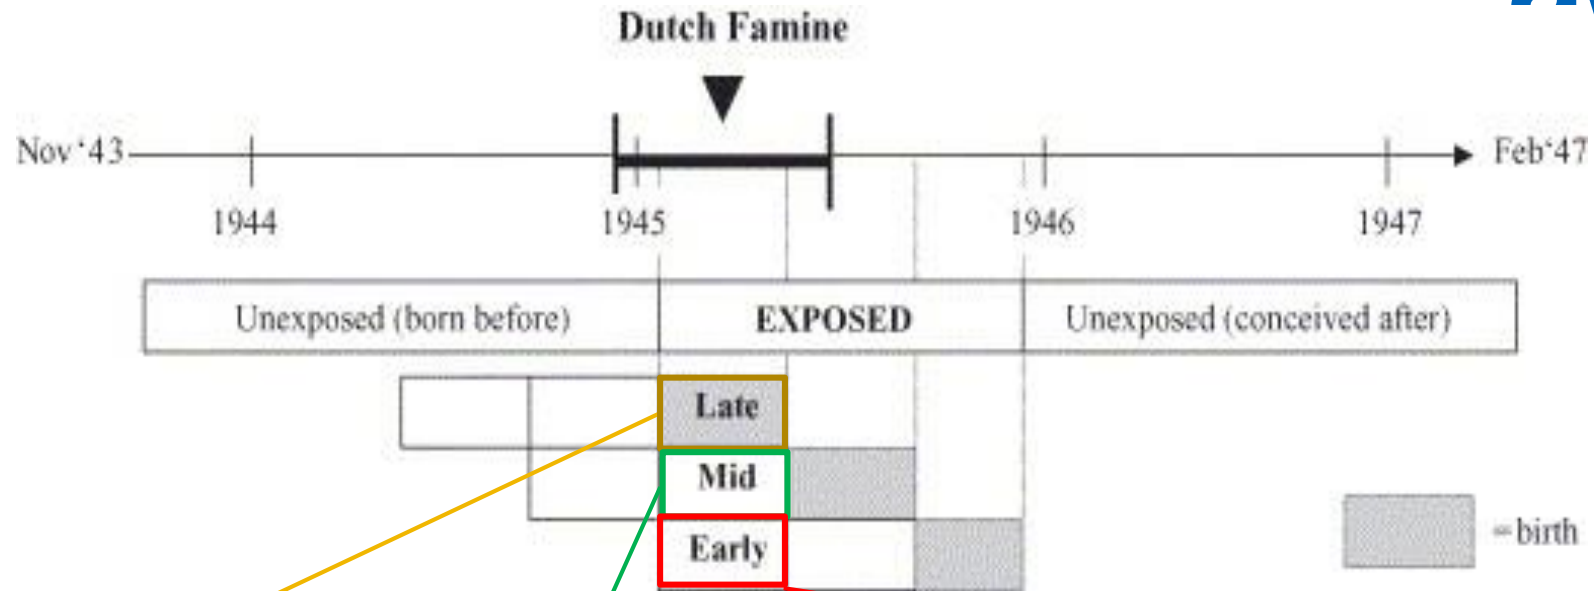 Dutch Famine
Nov ‘43
Feb‘47
1944
1945
1946
1947
Unexposed (born before)
EXPOSED
Unexposed (conceived after)
Late
Mid
Early
= birth